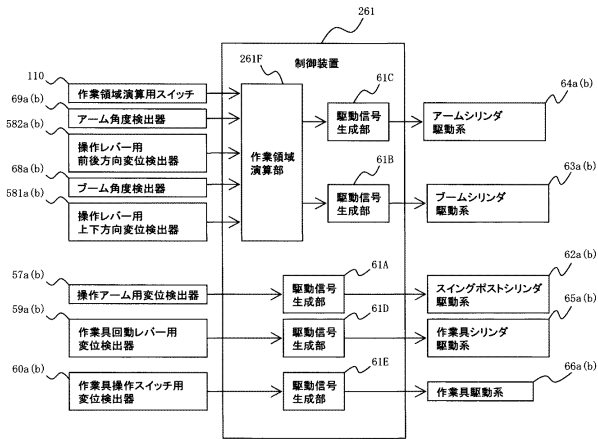 261
制御装置
261F
61C
64a(b)
110
作業領域演算用スイッチ
69a(b)
アーム角度検出器
582a(b)
操作レバー用
前後方向変位検出器
68a(b)
ブーム角度検出器
581a(b)
操作レバー用
上下方向変位検出器
作業領域
演算部
駆動信号
生成部
アームシリンダ
駆動系
61B
63a(b)
駆動信号
生成部
ブームシリンダ
駆動系
57a(b)
操作アーム用変位検出器
61A
駆動信号
生成部
62a(b)
スイングポストシリンダ
駆動系
59a(b)
作業具回動レバー用
変位検出器
61D
駆動信号
生成部
65a(b)
作業具シリンダ
駆動系
60a(b)
作業具操作スイッチ用
変位検出器
61E
駆動信号
生成部
66a(b)
作業具駆動系